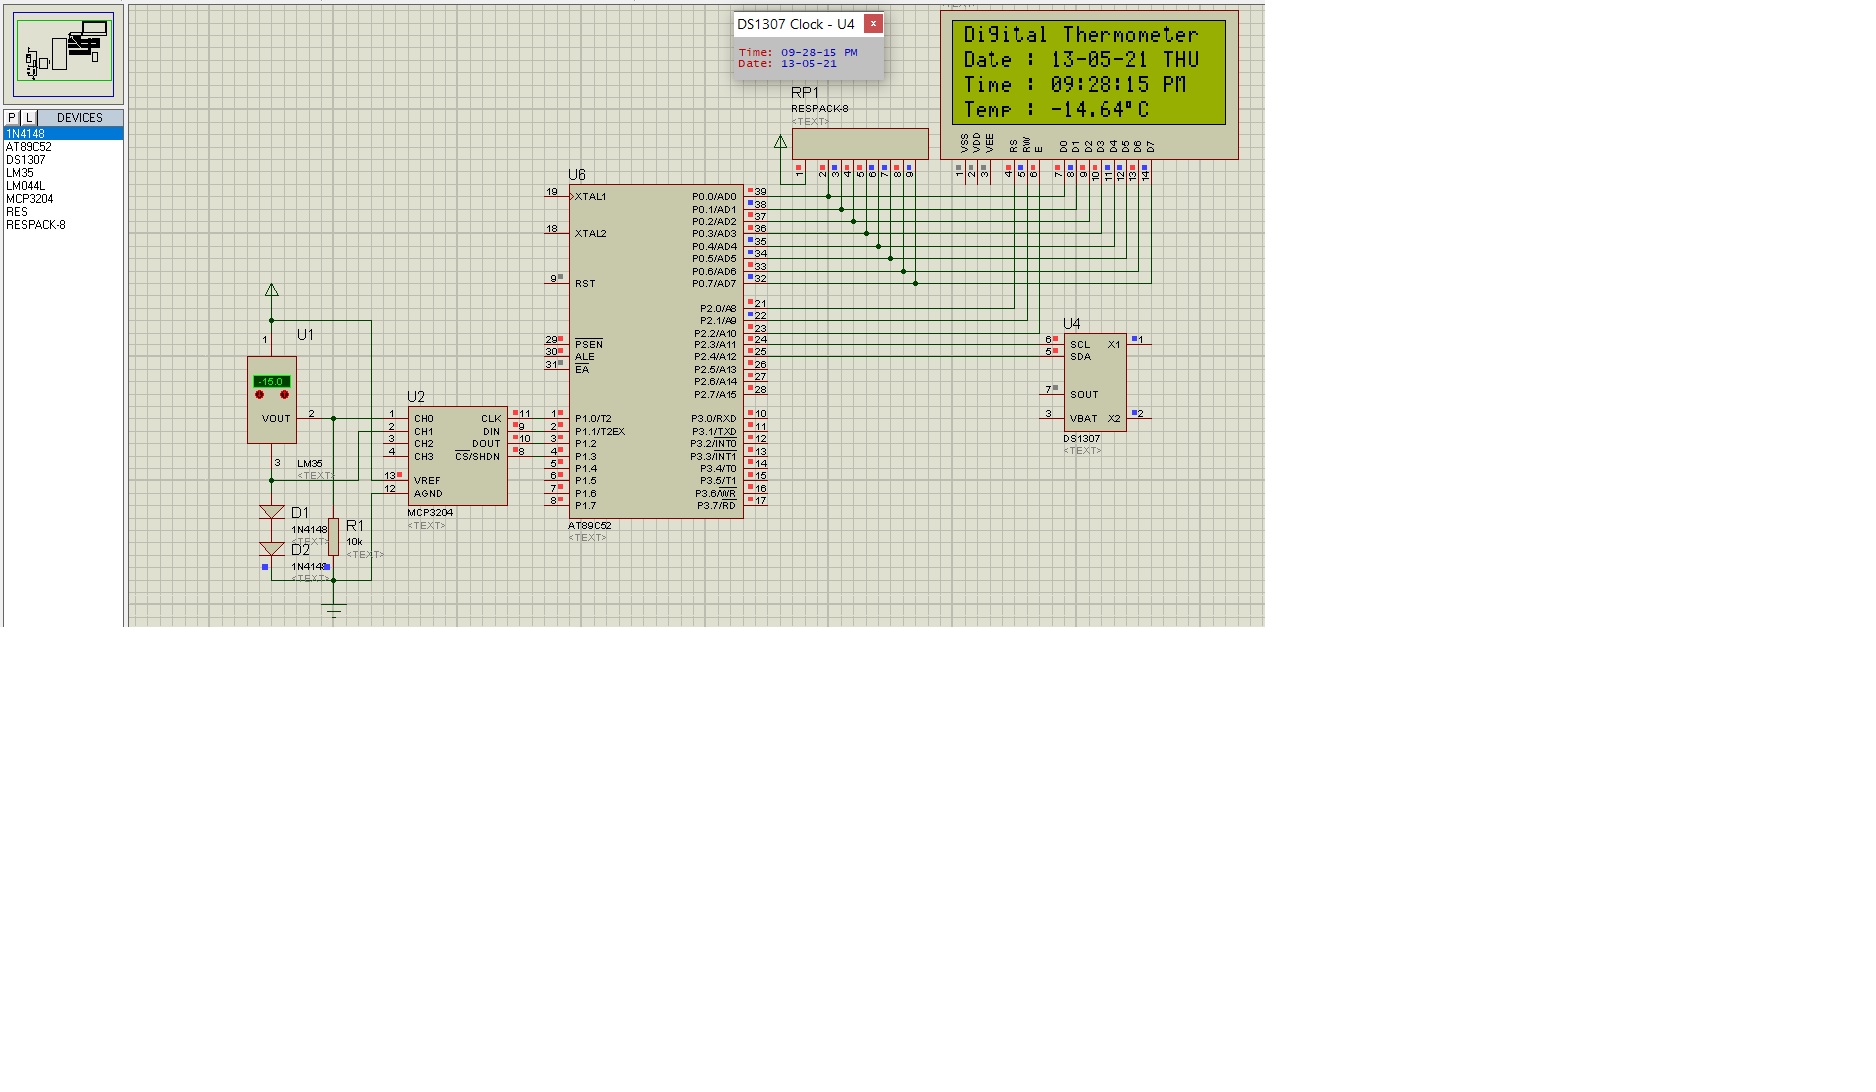 DS1307 Clock - U4 x
Time: 09-28-15 PM
Date: 13-05-21
Digital Thermometer
Date : 13-05-21 THU
Time : 09:28:15 PM
Temp : -14.64°C
VSS VDD VEE RS RW E D0 D1 D2 D3 D4 D5 D6 D7
1 2 3 4 5 6 7 8 9 10 11 12 13 14
P L DEVICES
1N4148
AT89C52
DS1307
LM35
LM044L
MCP3204
RES
RESPACK-8
RP1
RESPACK-8
<TEXT>
1 2 3 4 5 6 7 8 9
U6
19 XTAL1 P0.0/AD0 39
P0.1/AD1 38
P0.2/AD2 37
18 XTAL2 P0.3/AD3 36
P0.4/AD4 35
P0.5/AD5 34
P0.6/AD6 33
9 RST P0.7/AD7 32
P2.0/A8 21
P2.1/A9 22
P2.2/A10 23
29 PSEN P2.3/A11 24
30 ALE P2.4/A12 25
31 EA P2.5/A13 26
P2.6/A14 27
P2.7/A15 28
1 P1.0/T2 P3.0/RXD 10
2 P1.1/T2EX P3.1/TXD 11
3 P1.2 P3.2/INT0 12
4 P1.3 P3.3/INT1 13
5 P1.4 P3.4/T0 14
6 P1.5 P3.5/T1 15
7 P1.6 P3.6/WR 16
8 P1.7 P3.7/RD 17
AT89C52
<TEXT>
U1
1
-15.0
VOUT 2
3
LM35
<TEXT>
U2
1 CH0 CLK 11
2 CH1 DIN 9
3 CH2 DOUT 10
4 CH3 CS/SHDN 8
13 VREF
12 AGND
MCP3204
<TEXT>
D1
1N4148
<TEXT>
D2
1N4148
<TEXT>
R1
10k
<TEXT>
U4
6 SCL X1 1
5 SDA
7 SOUT
3 VBAT X2 2
DS1307
<TEXT>